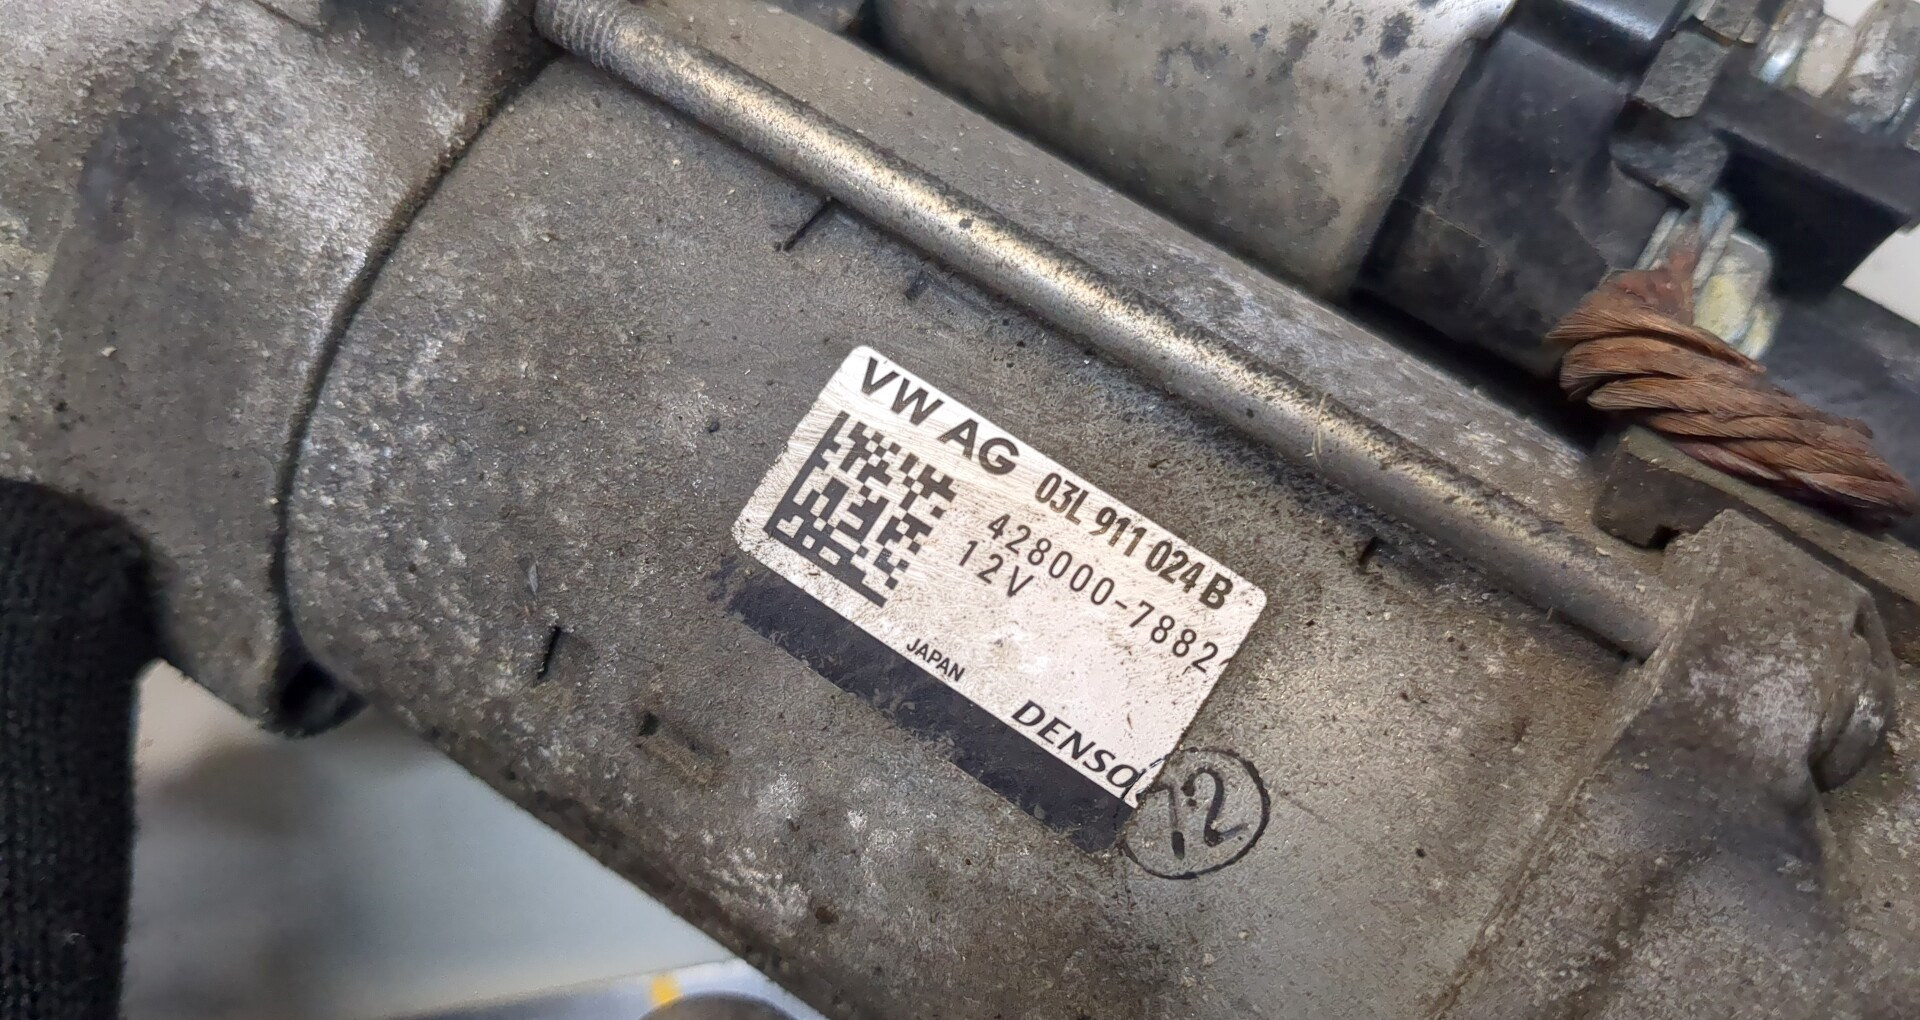 VW AG 03L 911 024 B
428000-7882
12V
JAPAN
DENSO
12